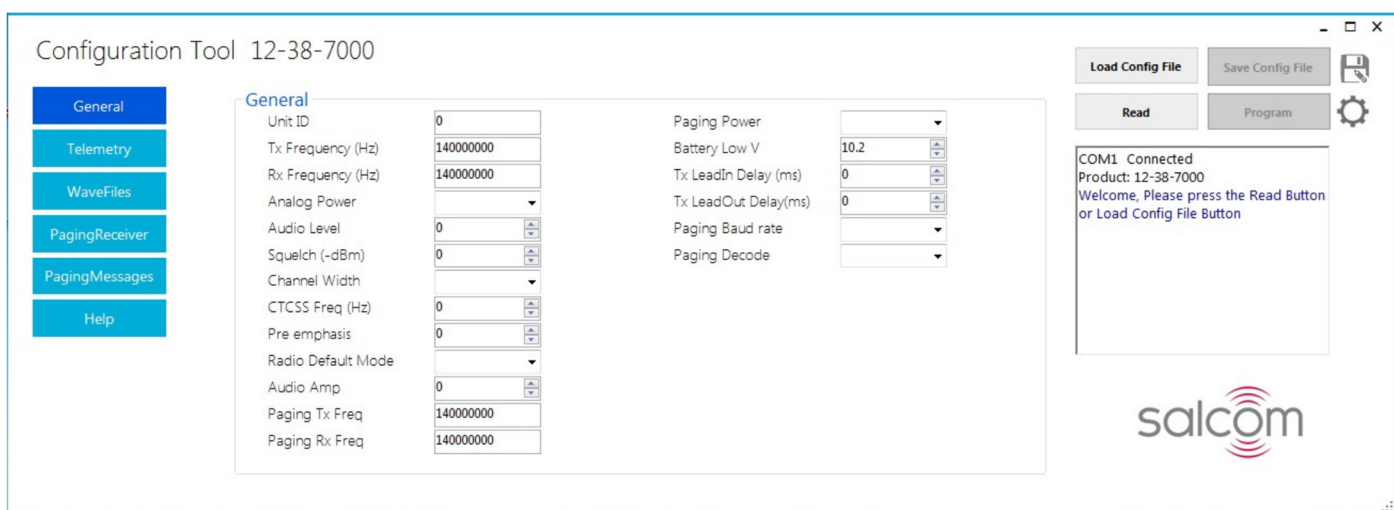 Configuration Tool 12-38-7000
Load Config File
Save Config File
Read
Program
General
Telemetry
WaveFiles
PagingReceiver
PagingMessages
Help
General
Unit ID 0
Tx Frequency (Hz) 140000000
Rx Frequency (Hz) 140000000
Analog Power
Audio Level 0
Squelch (-dBm) 0
Channel Width
CTCSS Freq (Hz) 0
Pre emphasis 0
Radio Default Mode
Audio Amp 0
Paging Tx Freq 140000000
Paging Rx Freq 140000000
Paging Power
Battery Low V 10.2
Tx LeadIn Delay (ms) 0
Tx LeadOut Delay(ms) 0
Paging Baud rate
Paging Decode
COM1 Connected
Product: 12-38-7000
Welcome, Please press the Read Button
or Load Config File Button
salcom